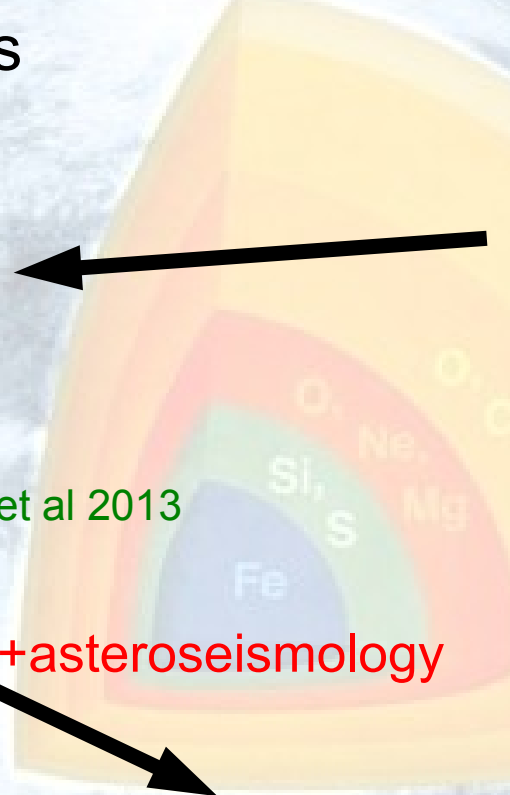 s
O,
C
O,
Ne,
Mg
Si,
S
et al 2013
Fe
+asteroseismology